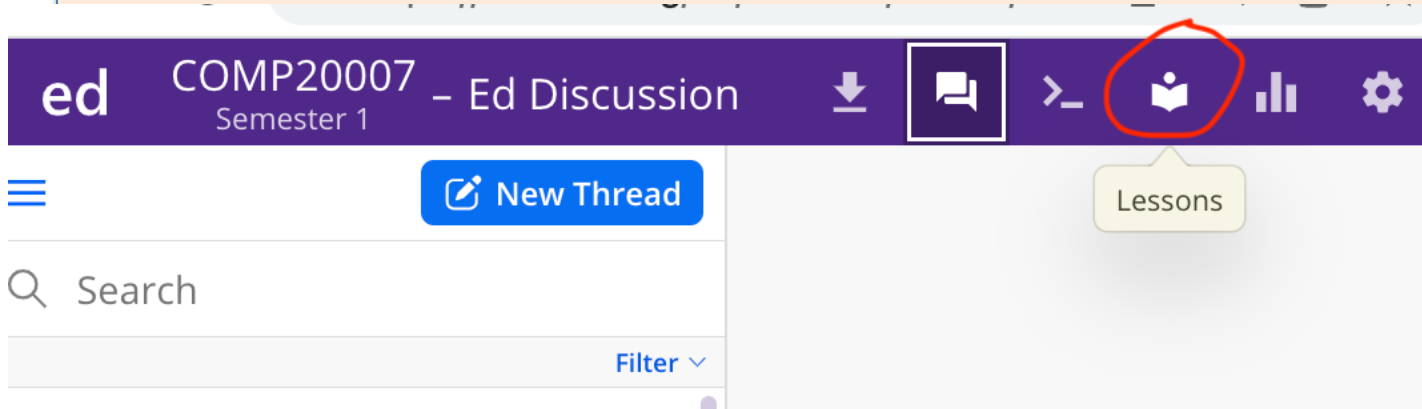 ed COMP20007 – Ed Discussion
Semester 1
Lessons
New Thread
Search
Filter